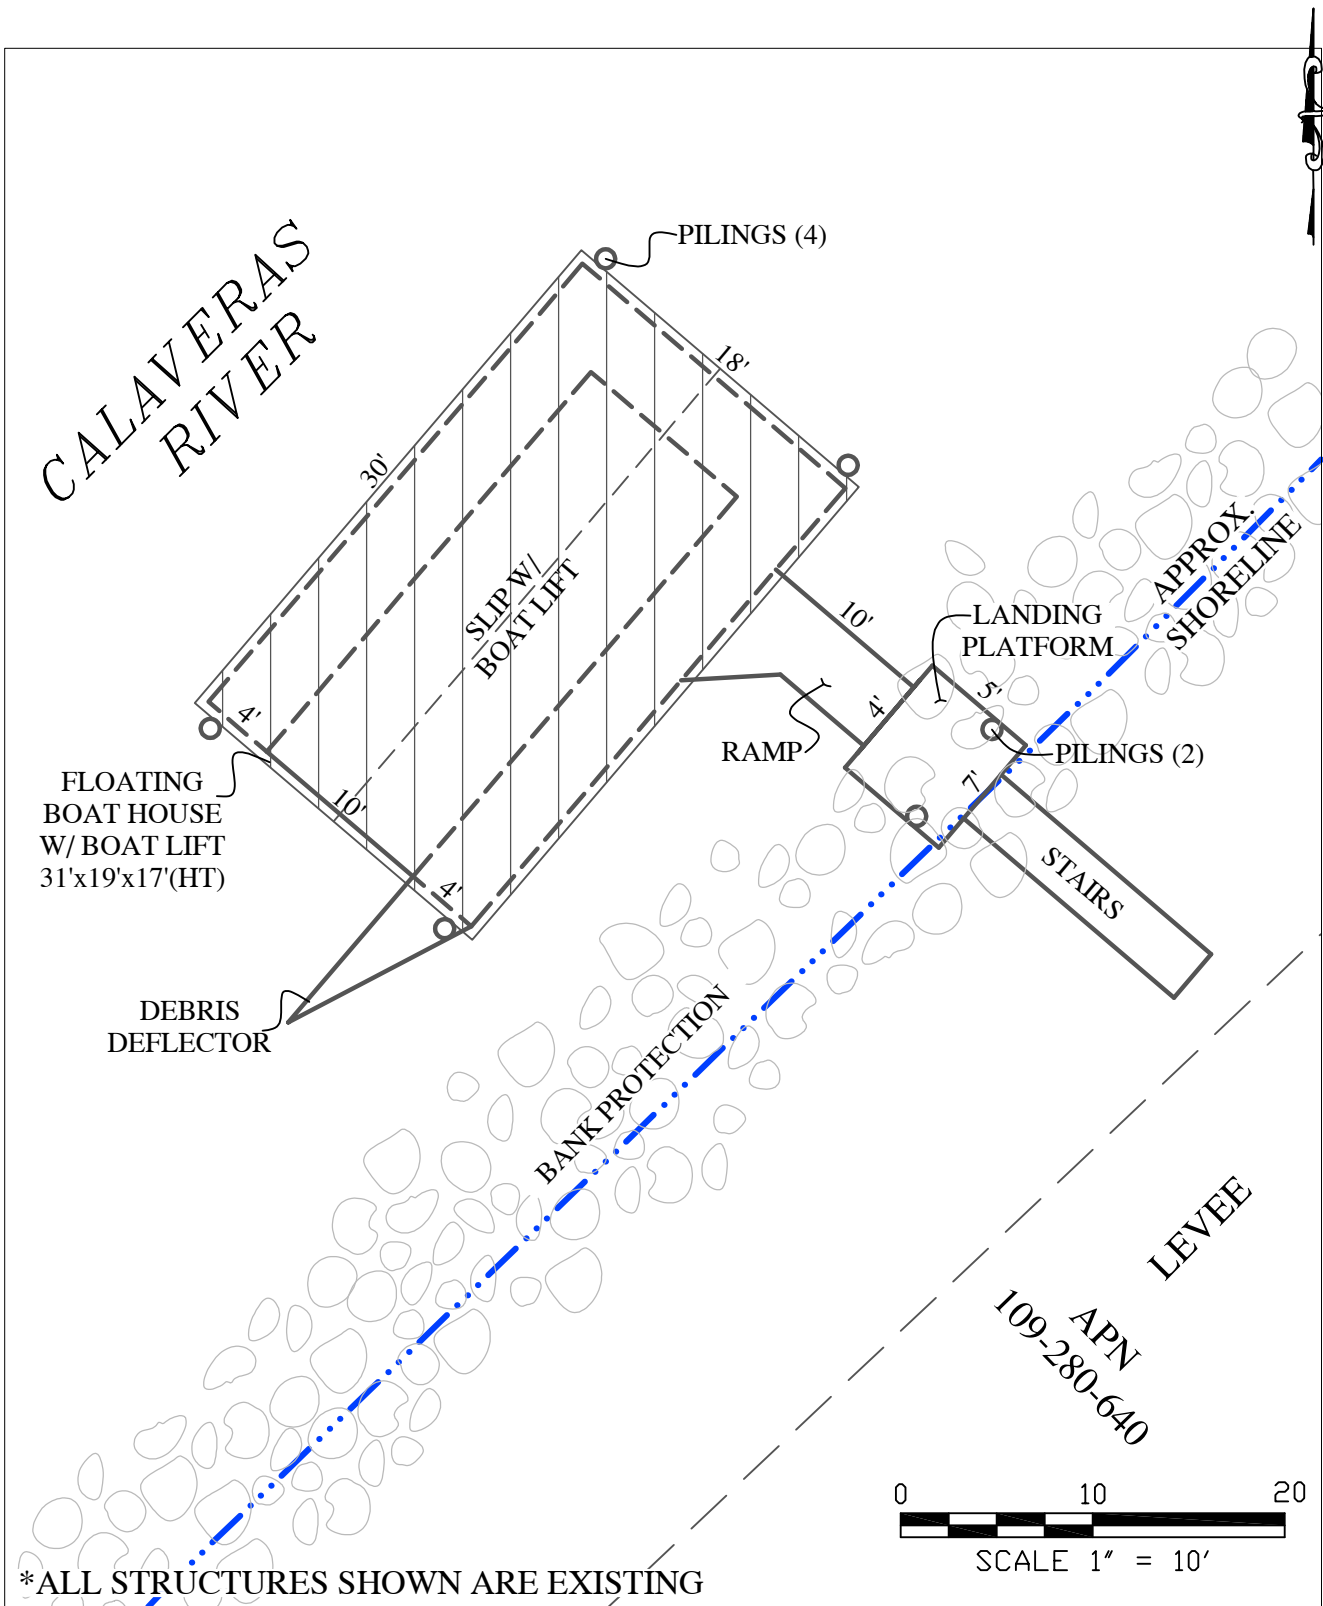 CALAVERAS
RIVER
PILINGS (4)
18'
30'
SLIP W/
BOAT LIFT
10'
LANDING
PLATFORM
APPROX.
SHORELINE
4'
5'
RAMP
PILINGS (2)
7'
4'
10'
4'
FLOATING
BOAT HOUSE
W/ BOAT LIFT
31'x19'x17'(HT)
STAIRS
DEBRIS
DEFLECTOR
BANK PROTECTION
LEVEE
APN
109-280-640
0 10 20
SCALE 1" = 10'
*ALL STRUCTURES SHOWN ARE EXISTING